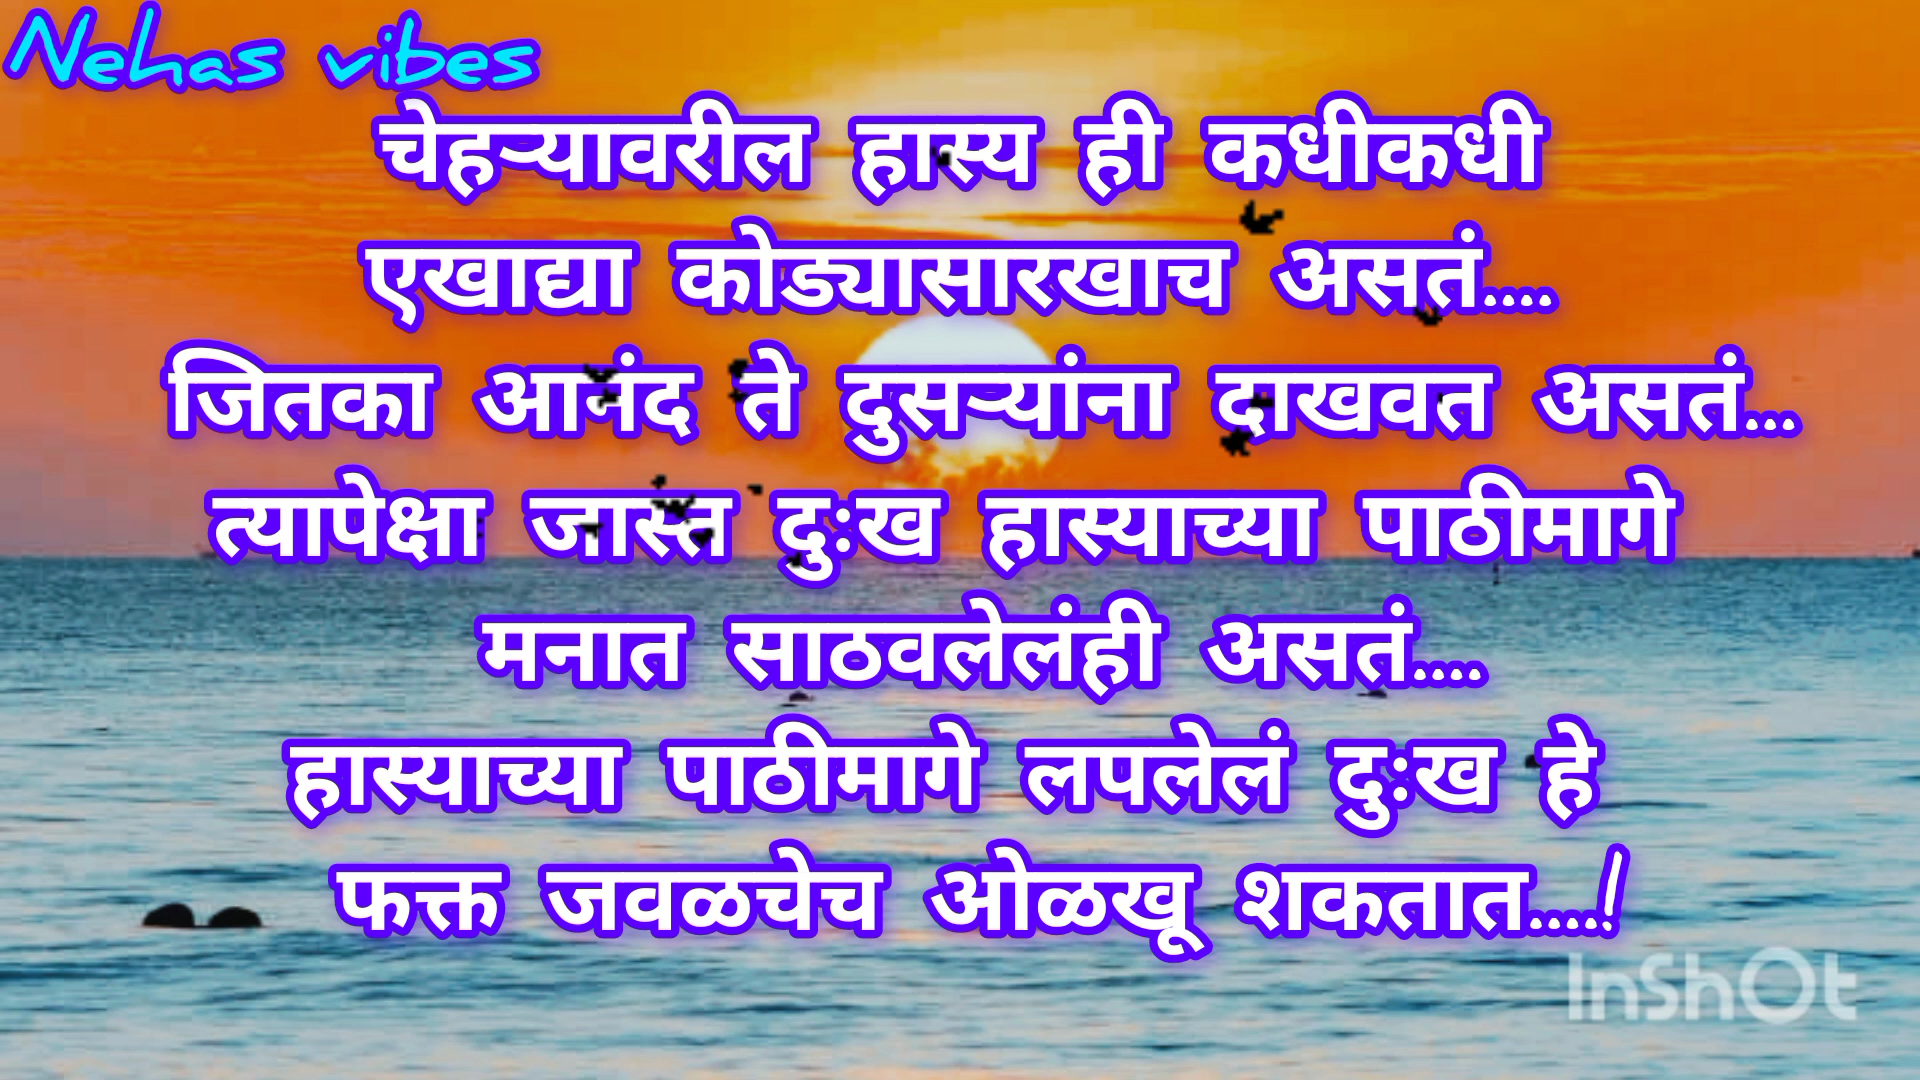 Nehas vibes
चेहऱ्यावरील हास्य ही कधीकधी
एखाद्या कोड्यासारखाच असतं....
जितका आनंद ते दुसऱ्यांना दाखवत असतं...
त्यापेक्षा जास्त दुःख हास्याच्या पाठीमागे
मनात साठवलेलंही असतं....
हास्याच्या पाठीमागे लपलेलं दुःख हे
फक्त जवळचेच ओळखू शकतात....!
InShOt